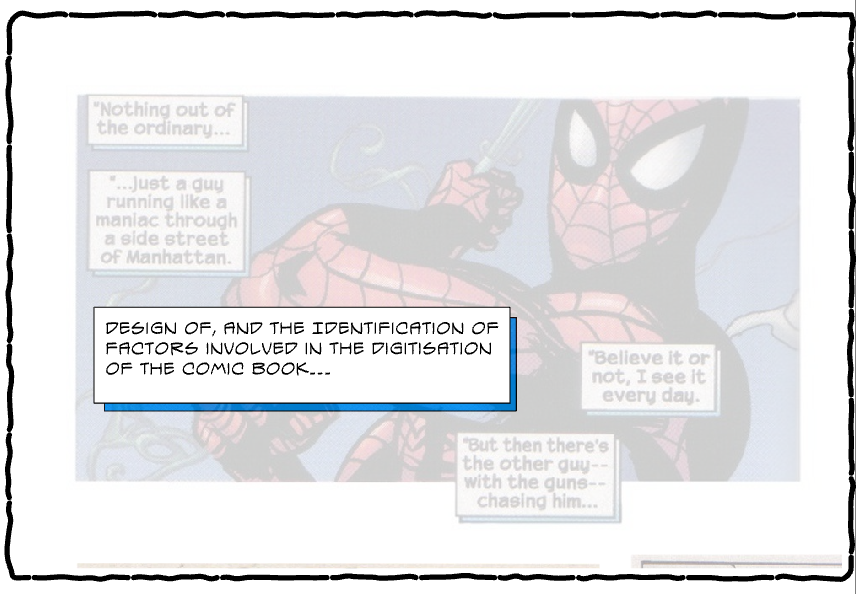 "Nothing out of
the ordinary...
"...just a guy
running like a
maniac through
a side street
of Manhattan.
DESIGN OF, AND THE IDENTIFICATION OF
FACTORS INVOLVED IN THE DIGITISATION
OF THE COMIC BOOK...
"Believe it or
not, I see it
every day.
"But then there's
the other guy--
with the guns--
chasing him...